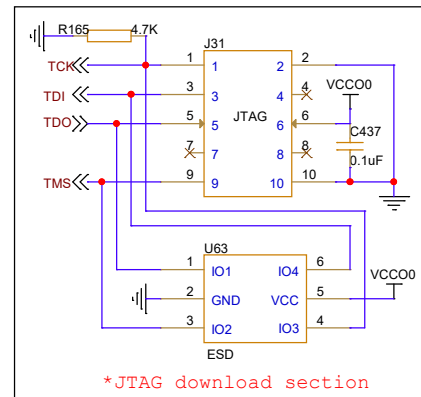 R165 4.7K
J31
TCK 1 1 2 2
VCCO0
TDI 3 3 4 4
TDO 5 5 JTAG 6 6
C437
7 7 8 8 0.1uF
TMS 9 9 10 10
U63
1 IO1 IO4 6
VCCO0
2 GND VCC 5
3 IO2 IO3 4
ESD
*JTAG download section